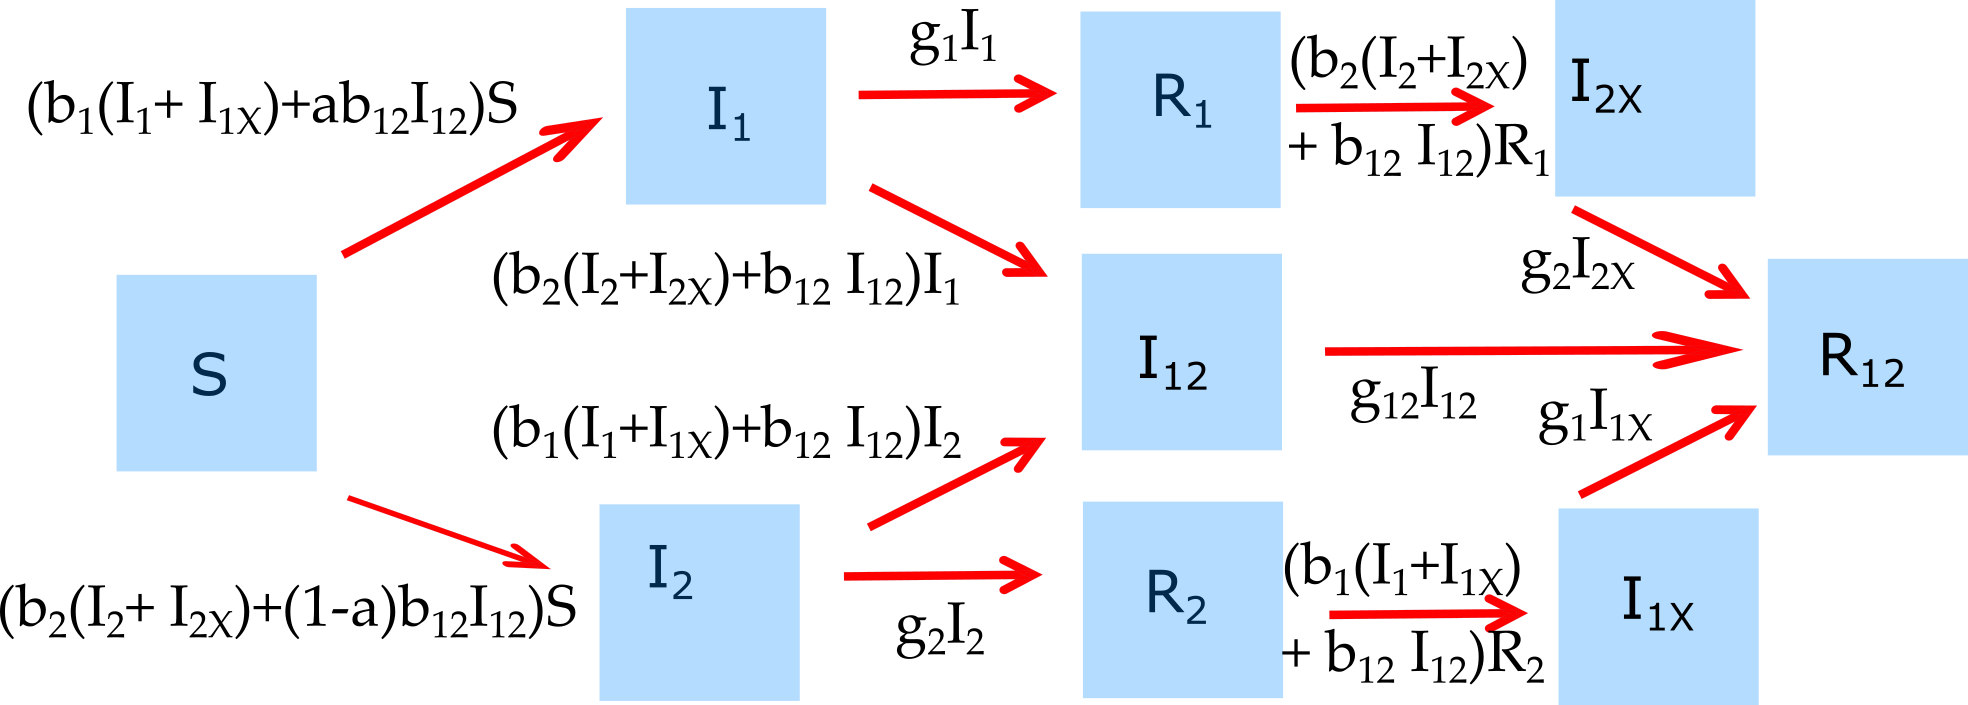 (b₁(I₁+ I₁ₓ)+ab₁₂I₁₂)S
I₁
g₁I₁
R₁
(b₂(I₂+I₂ₓ)
+ b₁₂ I₁₂)R₁
I₂ₓ
(b₂(I₂+I₂ₓ)+b₁₂ I₁₂)I₁
g₂I₂ₓ
S
I₁₂
g₁₂I₁₂
R₁₂
(b₁(I₁+I₁ₓ)+b₁₂ I₁₂)I₂
g₁I₁ₓ
(b₂(I₂+ I₂ₓ)+(1-a)b₁₂I₁₂)S
I₂
g₂I₂
R₂
(b₁(I₁+I₁ₓ)
+ b₁₂ I₁₂)R₂
I₁ₓ